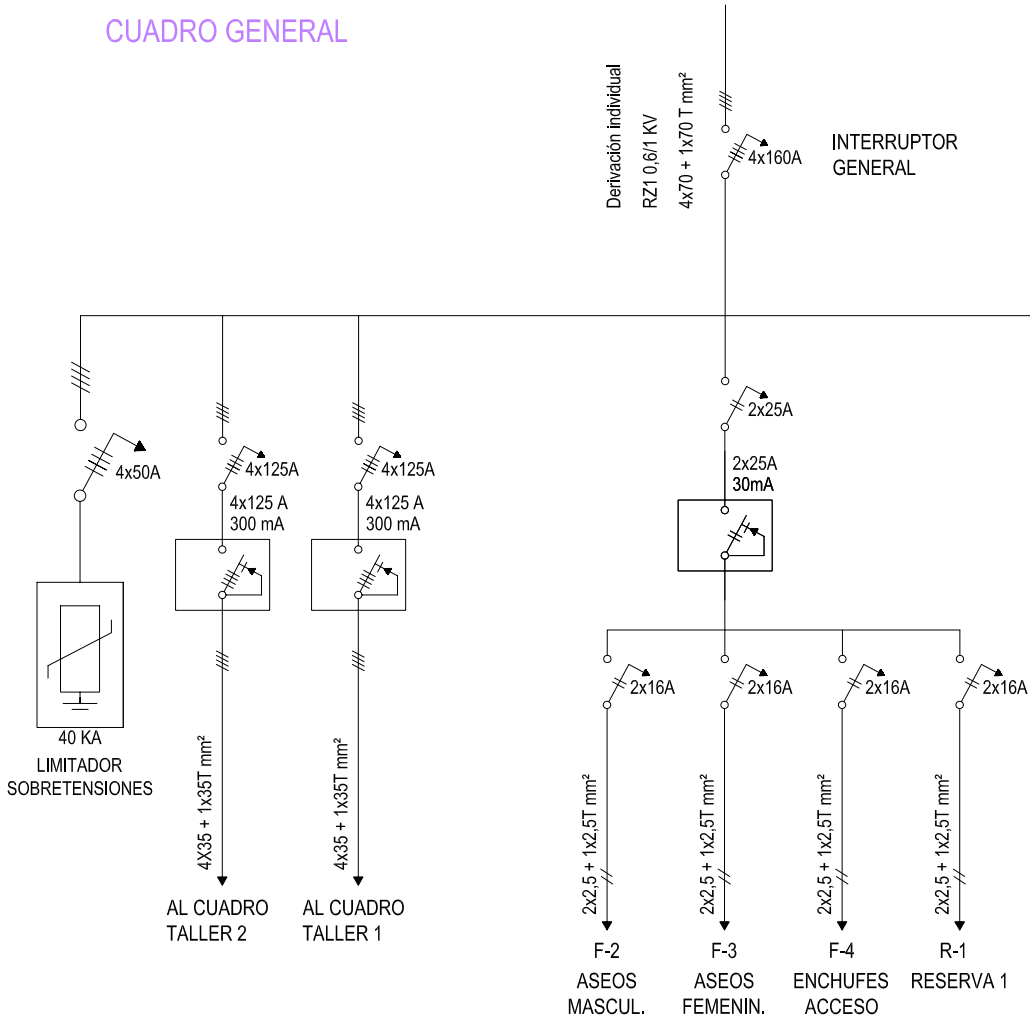 CUADRO GENERAL
Derivación individual
RZ1 0,6/1 KV
4x70 + 1x70 T mm²
4x160A
INTERRUPTOR
GENERAL
4x50A
4x125A
4x125 A
300 mA
4x125A
4x125 A
300 mA
2x25A
2x25A
30mA
2x16A
2x16A
2x16A
2x16A
40 KA
LIMITADOR
SOBRETENSIONES
4X35 + 1x35T mm²
4x35 + 1x35T mm²
AL CUADRO
TALLER 2
AL CUADRO
TALLER 1
2x2,5 + 1x2,5T mm²
2x2,5 + 1x2,5T mm²
2x2,5 + 1x2,5T mm²
2x2,5 + 1x2,5T mm²
F-2
ASEOS
MASCUL.
F-3
ASEOS
FEMENIN.
F-4
ENCHUFES
ACCESO
R-1
RESERVA 1